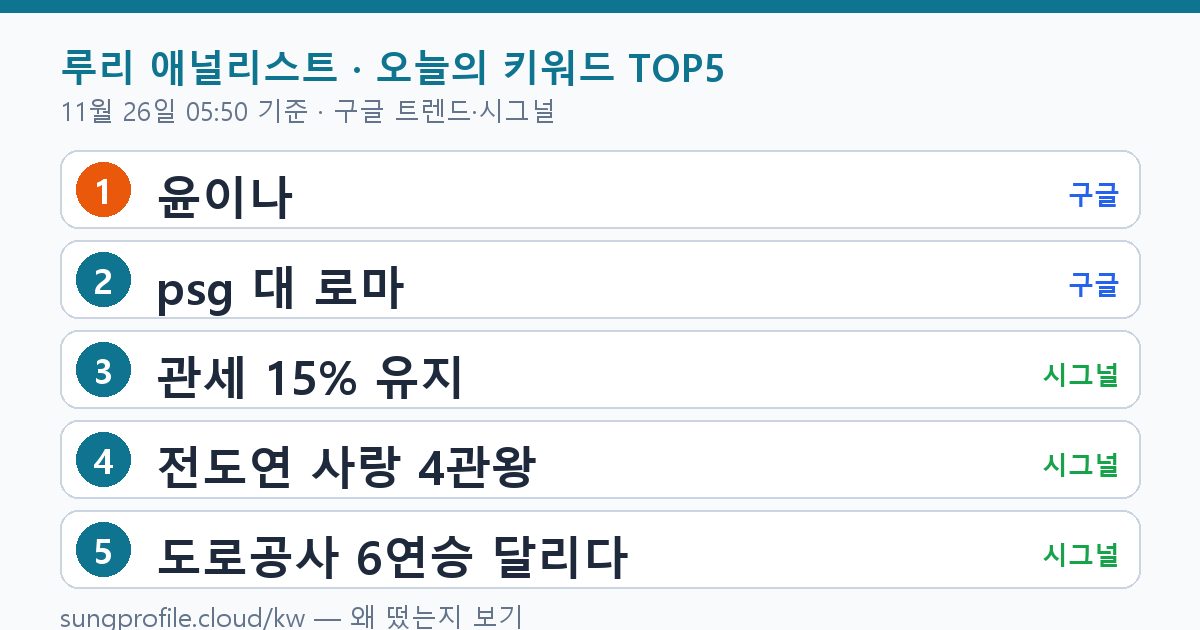 루리 애널리스트 · 오늘의 키워드 TOP5
11월 26일 05:50 기준 · 구글 트렌드·시그널
1 윤이나 구글
2 psg 대 로마 구글
3 관세 15% 유지 시그널
4 전도연 사랑 4관왕 시그널
5 도로공사 6연승 달리다 시그널
sungprofile.cloud/kw — 왜 떴는지 보기